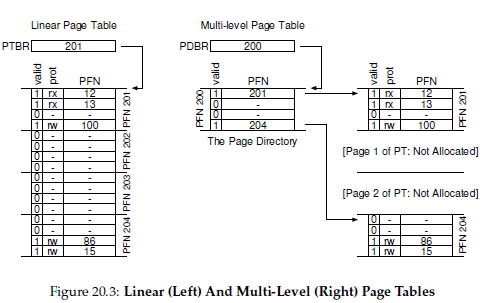 Linear Page Table
PTBR 201
valid prot PFN
1 rx 12
1 rx 13
0 - -
1 rw 100
PFN 201
0 - -
0 - -
0 - -
0 - -
PFN 202
0 - -
0 - -
0 - -
0 - -
PFN 203
0 - -
0 - -
1 rw 86
1 rw 15
PFN 204
Multi-level Page Table
PDBR 200
valid PFN
1 201
0 -
0 -
1 204
PFN 200
The Page Directory
valid prot PFN
1 rx 12
1 rx 13
0 - -
1 rw 100
PFN 201
[Page 1 of PT: Not Allocated]
[Page 2 of PT: Not Allocated]
0 - -
0 - -
1 rw 86
1 rw 15
PFN 204
Figure 20.3: Linear (Left) And Multi-Level (Right) Page Tables